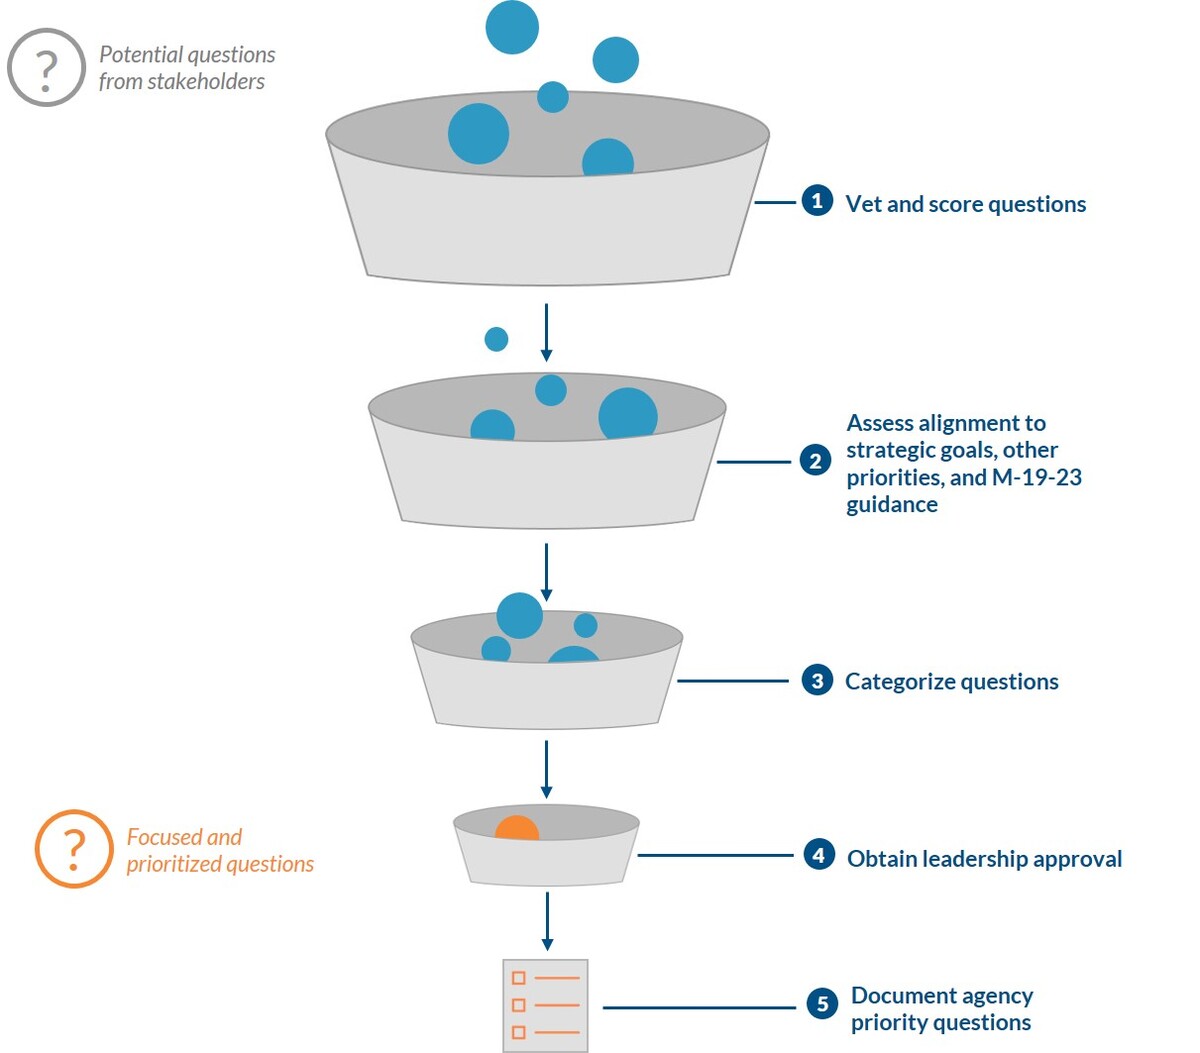 ?
Potential questions
from stakeholders
1
Vet and score questions
2
Assess alignment to
strategic goals, other
priorities, and M-19-23
guidance
3
Categorize questions
?
Focused and
prioritized questions
4
Obtain leadership approval
5
Document agency
priority questions